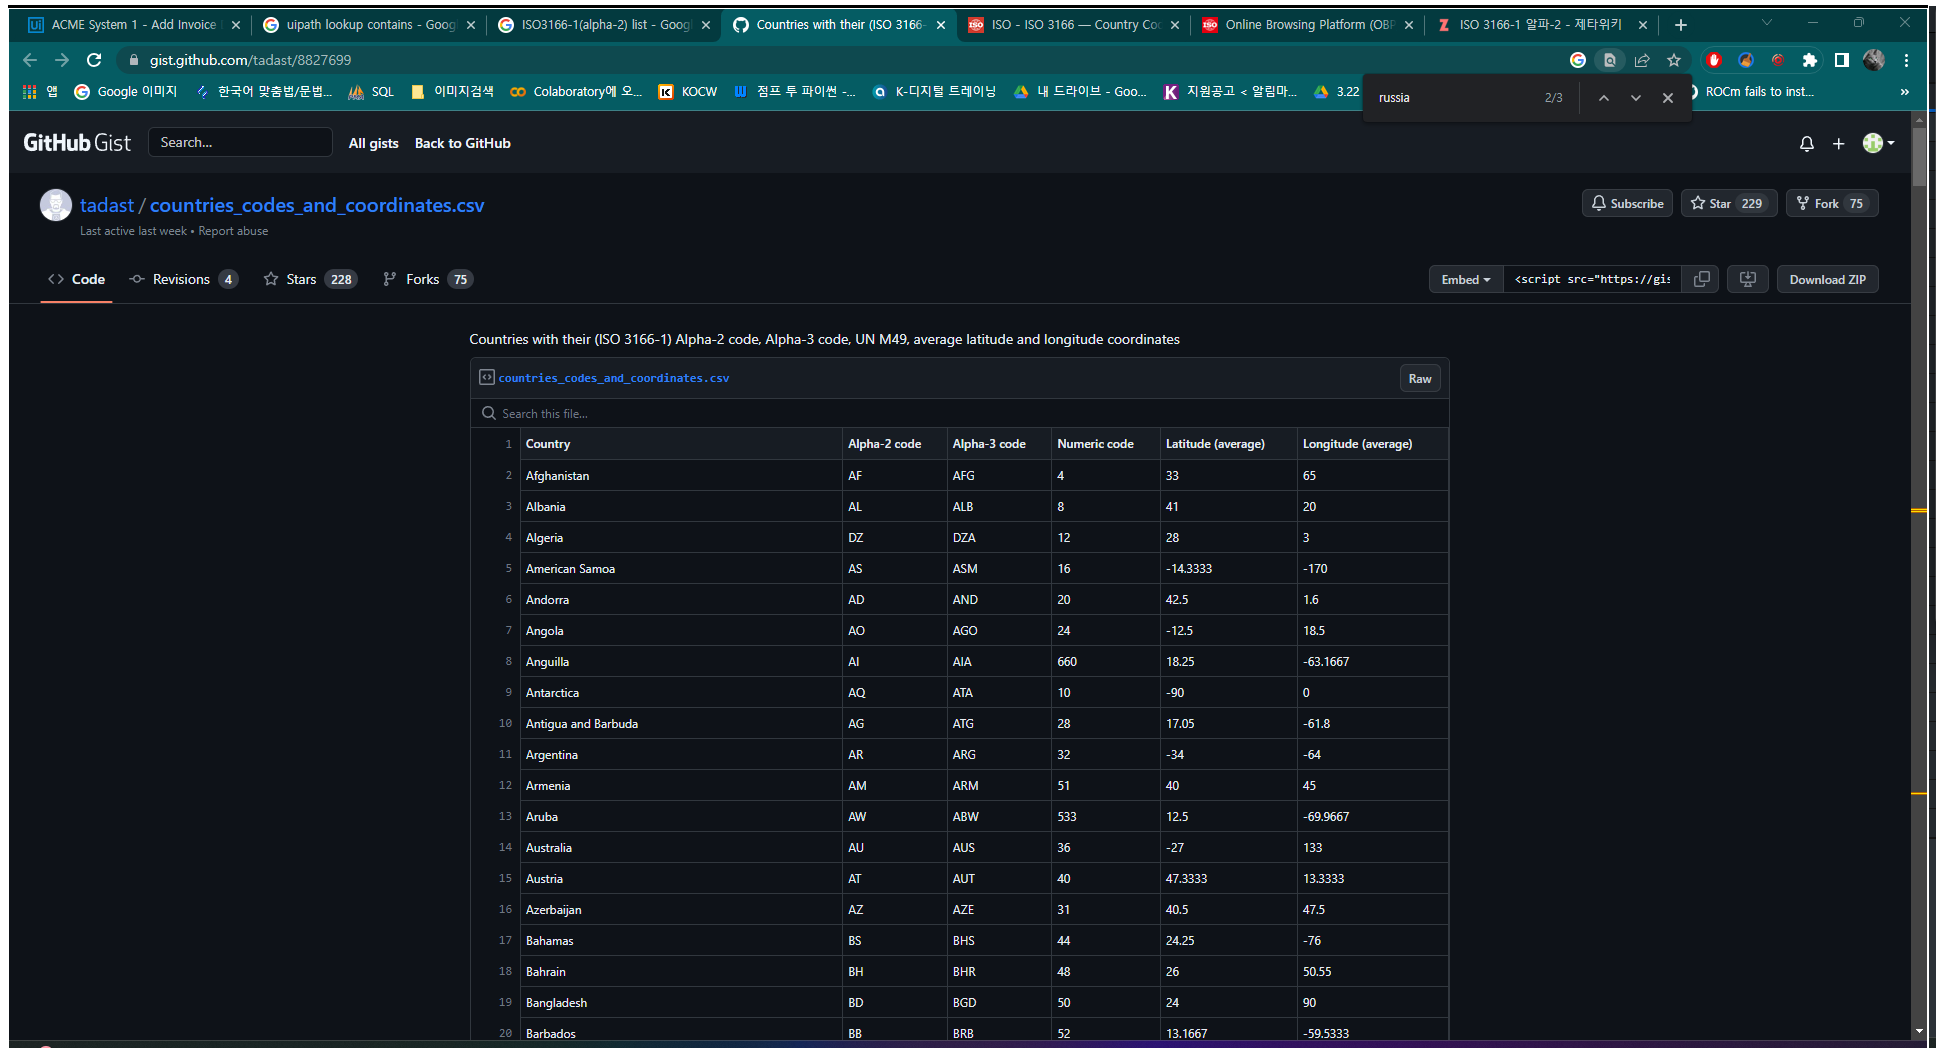 ACME System 1 - Add Invoice
uipath lookup contains - Goog
ISO3166-1(alpha-2) list - Goog
Countries with their (ISO 3166-
ISO - ISO 3166 — Country Co
Online Browsing Platform (OBP
ISO 3166-1 알파-2 - 제타위키
gist.github.com/tadast/8827699
앱
Google 이미지
한국어 맞춤법/문법...
SQL
이미지검색
Colaboratory에 오...
KOCW
점프 투 파이썬 -...
K-디지털 트레이닝
내 드라이브 - Goo...
지원공고 < 알림마...
3.22
ROCm fails to inst...
»
russia 2/3
GitHub Gist Search... All gists Back to GitHub
tadast / countries_codes_and_coordinates.csv
Last active last week • Report abuse
Subscribe Star 229 Fork 75
Code Revisions 4 Stars 228 Forks 75
Embed <script src="https://gis Download ZIP
Countries with their (ISO 3166-1) Alpha-2 code, Alpha-3 code, UN M49, average latitude and longitude coordinates
countries_codes_and_coordinates.csv Raw
Search this file...
1 Country Alpha-2 code Alpha-3 code Numeric code Latitude (average) Longitude (average)
2 Afghanistan AF AFG 4 33 65
3 Albania AL ALB 8 41 20
4 Algeria DZ DZA 12 28 3
5 American Samoa AS ASM 16 -14.3333 -170
6 Andorra AD AND 20 42.5 1.6
7 Angola AO AGO 24 -12.5 18.5
8 Anguilla AI AIA 660 18.25 -63.1667
9 Antarctica AQ ATA 10 -90 0
10 Antigua and Barbuda AG ATG 28 17.05 -61.8
11 Argentina AR ARG 32 -34 -64
12 Armenia AM ARM 51 40 45
13 Aruba AW ABW 533 12.5 -69.9667
14 Australia AU AUS 36 -27 133
15 Austria AT AUT 40 47.3333 13.3333
16 Azerbaijan AZ AZE 31 40.5 47.5
17 Bahamas BS BHS 44 24.25 -76
18 Bahrain BH BHR 48 26 50.55
19 Bangladesh BD BGD 50 24 90
20 Barbados BB BRB 52 13.1667 -59.5333